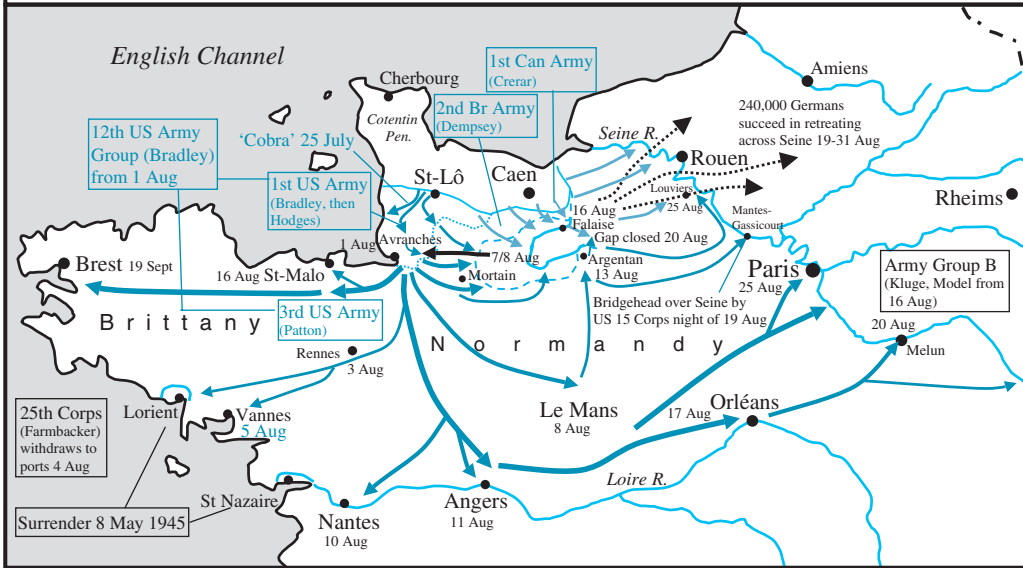 English Channel
Cherbourg
Cotentin
Pen.
1st Can Army
(Crerar)
2nd Br Army
(Dempsey)
Amiens
240,000 Germans
succeed in retreating
across Seine 19-31 Aug
12th US Army
Group (Bradley)
from 1 Aug
'Cobra' 25 July
1st US Army
(Bradley, then
Hodges)
St-Lô
Caen
Seine R.
Rouen
Louviers
25 Aug
Rheims
16 Aug
Falaise
Gap closed 20 Aug
Mantes-
Gassicourt
1 Aug
Avranches
7/8 Aug
Argentan
13 Aug
Mortain
Brest 19 Sept
16 Aug
St-Malo
Paris
25 Aug
Army Group B
(Kluge, Model from
16 Aug)
Bridgehead over Seine by
US 15 Corps night of 19 Aug
Brittany
3rd US Army
(Patton)
Normandy
20 Aug
Melun
Rennes
3 Aug
Le Mans
8 Aug
17 Aug
Orléans
25th Corps
(Farmbacker)
withdraws to
ports 4 Aug
Lorient
Vannes
5 Aug
Loire R.
St Nazaire
Surrender 8 May 1945
Nantes
10 Aug
Angers
11 Aug